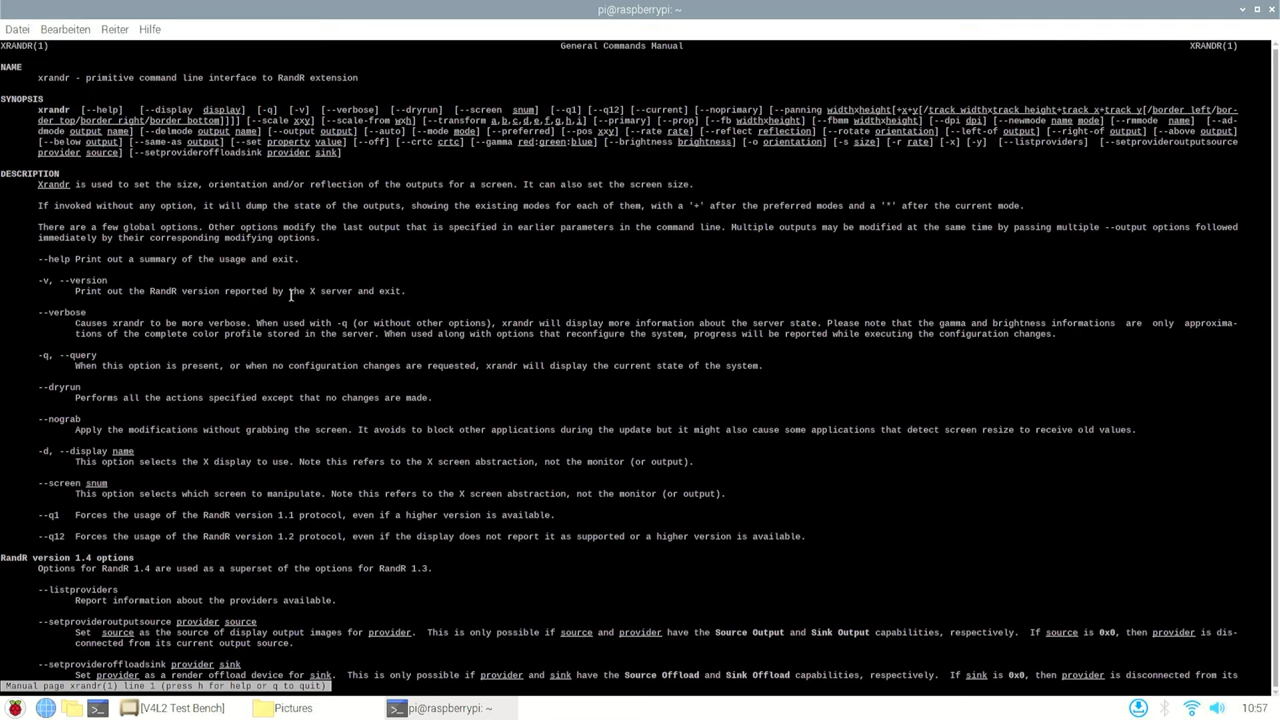 pi@raspberrypi: ~
Datei Bearbeiten Reiter Hilfe
XRANDR(1) General Commands Manual XRANDR(1)
NAME
xrandr - primitive command line interface to RandR extension
SYNOPSIS
xrandr [--help] [--display display] [-q] [-v] [--verbose] [--dryrun] [--screen snum] [--q1] [--q12] [--current] [--noprimary] [--panning widthxheight[+x+y[/track_widthxtrack_height+track_x+track_y[/border_left/bor-
der_top/border_right/border_bottom]]]] [--scale xxy] [--scale-from wxh] [--transform a,b,c,d,e,f,g,h,i] [--primary] [--prop] [--fb widthxheight] [--fbmm widthxheight] [--dpi dpi] [--newmode name mode] [--rmmode name] [--ad-
dmode output name] [--delmode output name] [--output output] [--auto] [--mode mode] [--preferred] [--pos xxy] [--rate rate] [--reflect reflection] [--rotate orientation] [--left-of output] [--right-of output] [--above output]
[--below output] [--same-as output] [--set property value] [--off] [--crtc crtc] [--gamma red:green:blue] [--brightness brightness] [-o orientation] [-s size] [-r rate] [-x] [-y] [--listproviders] [--setprovideroutputsource
provider source] [--setprovideroffloadsink provider sink]
DESCRIPTION
Xrandr is used to set the size, orientation and/or reflection of the outputs for a screen. It can also set the screen size.
If invoked without any option, it will dump the state of the outputs, showing the existing modes for each of them, with a '+' after the preferred modes and a '*' after the current mode.
There are a few global options. Other options modify the last output that is specified in earlier parameters in the command line. Multiple outputs may be modified at the same time by passing multiple --output options followed
immediately by their corresponding modifying options.
--help Print out a summary of the usage and exit.
-v, --version
Print out the RandR version reported by the X server and exit.
--verbose
Causes xrandr to be more verbose. When used with -q (or without other options), xrandr will display more information about the server state. Please note that the gamma and brightness informations are only approxima-
tions of the complete color profile stored in the server. When used along with options that reconfigure the system, progress will be reported while executing the configuration changes.
-q, --query
When this option is present, or when no configuration changes are requested, xrandr will display the current state of the system.
--dryrun
Performs all the actions specified except that no changes are made.
--nograb
Apply the modifications without grabbing the screen. It avoids to block other applications during the update but it might also cause some applications that detect screen resize to receive old values.
-d, --display name
This option selects the X display to use. Note this refers to the X screen abstraction, not the monitor (or output).
--screen snum
This option selects which screen to manipulate. Note this refers to the X screen abstraction, not the monitor (or output).
--q1 Forces the usage of the RandR version 1.1 protocol, even if a higher version is available.
--q12 Forces the usage of the RandR version 1.2 protocol, even if the display does not report it as supported or a higher version is available.
RandR version 1.4 options
Options for RandR 1.4 are used as a superset of the options for RandR 1.3.
--listproviders
Report information about the providers available.
--setprovideroutputsource provider source
Set source as the source of display output images for provider. This is only possible if source and provider have the Source Output and Sink Output capabilities, respectively. If source is 0x0, then provider is dis-
connected from its current output source.
--setprovideroffloadsink provider sink
Set provider as a render offload device for sink. This is only possible if provider and sink have the Source Offload and Sink Offload capabilities, respectively. If sink is 0x0, then provider is disconnected from its
Manual page xrandr(1) line 1 (press h for help or q to quit)
[V4L2 Test Bench] Pictures pi@raspberrypi: ~ 10:57